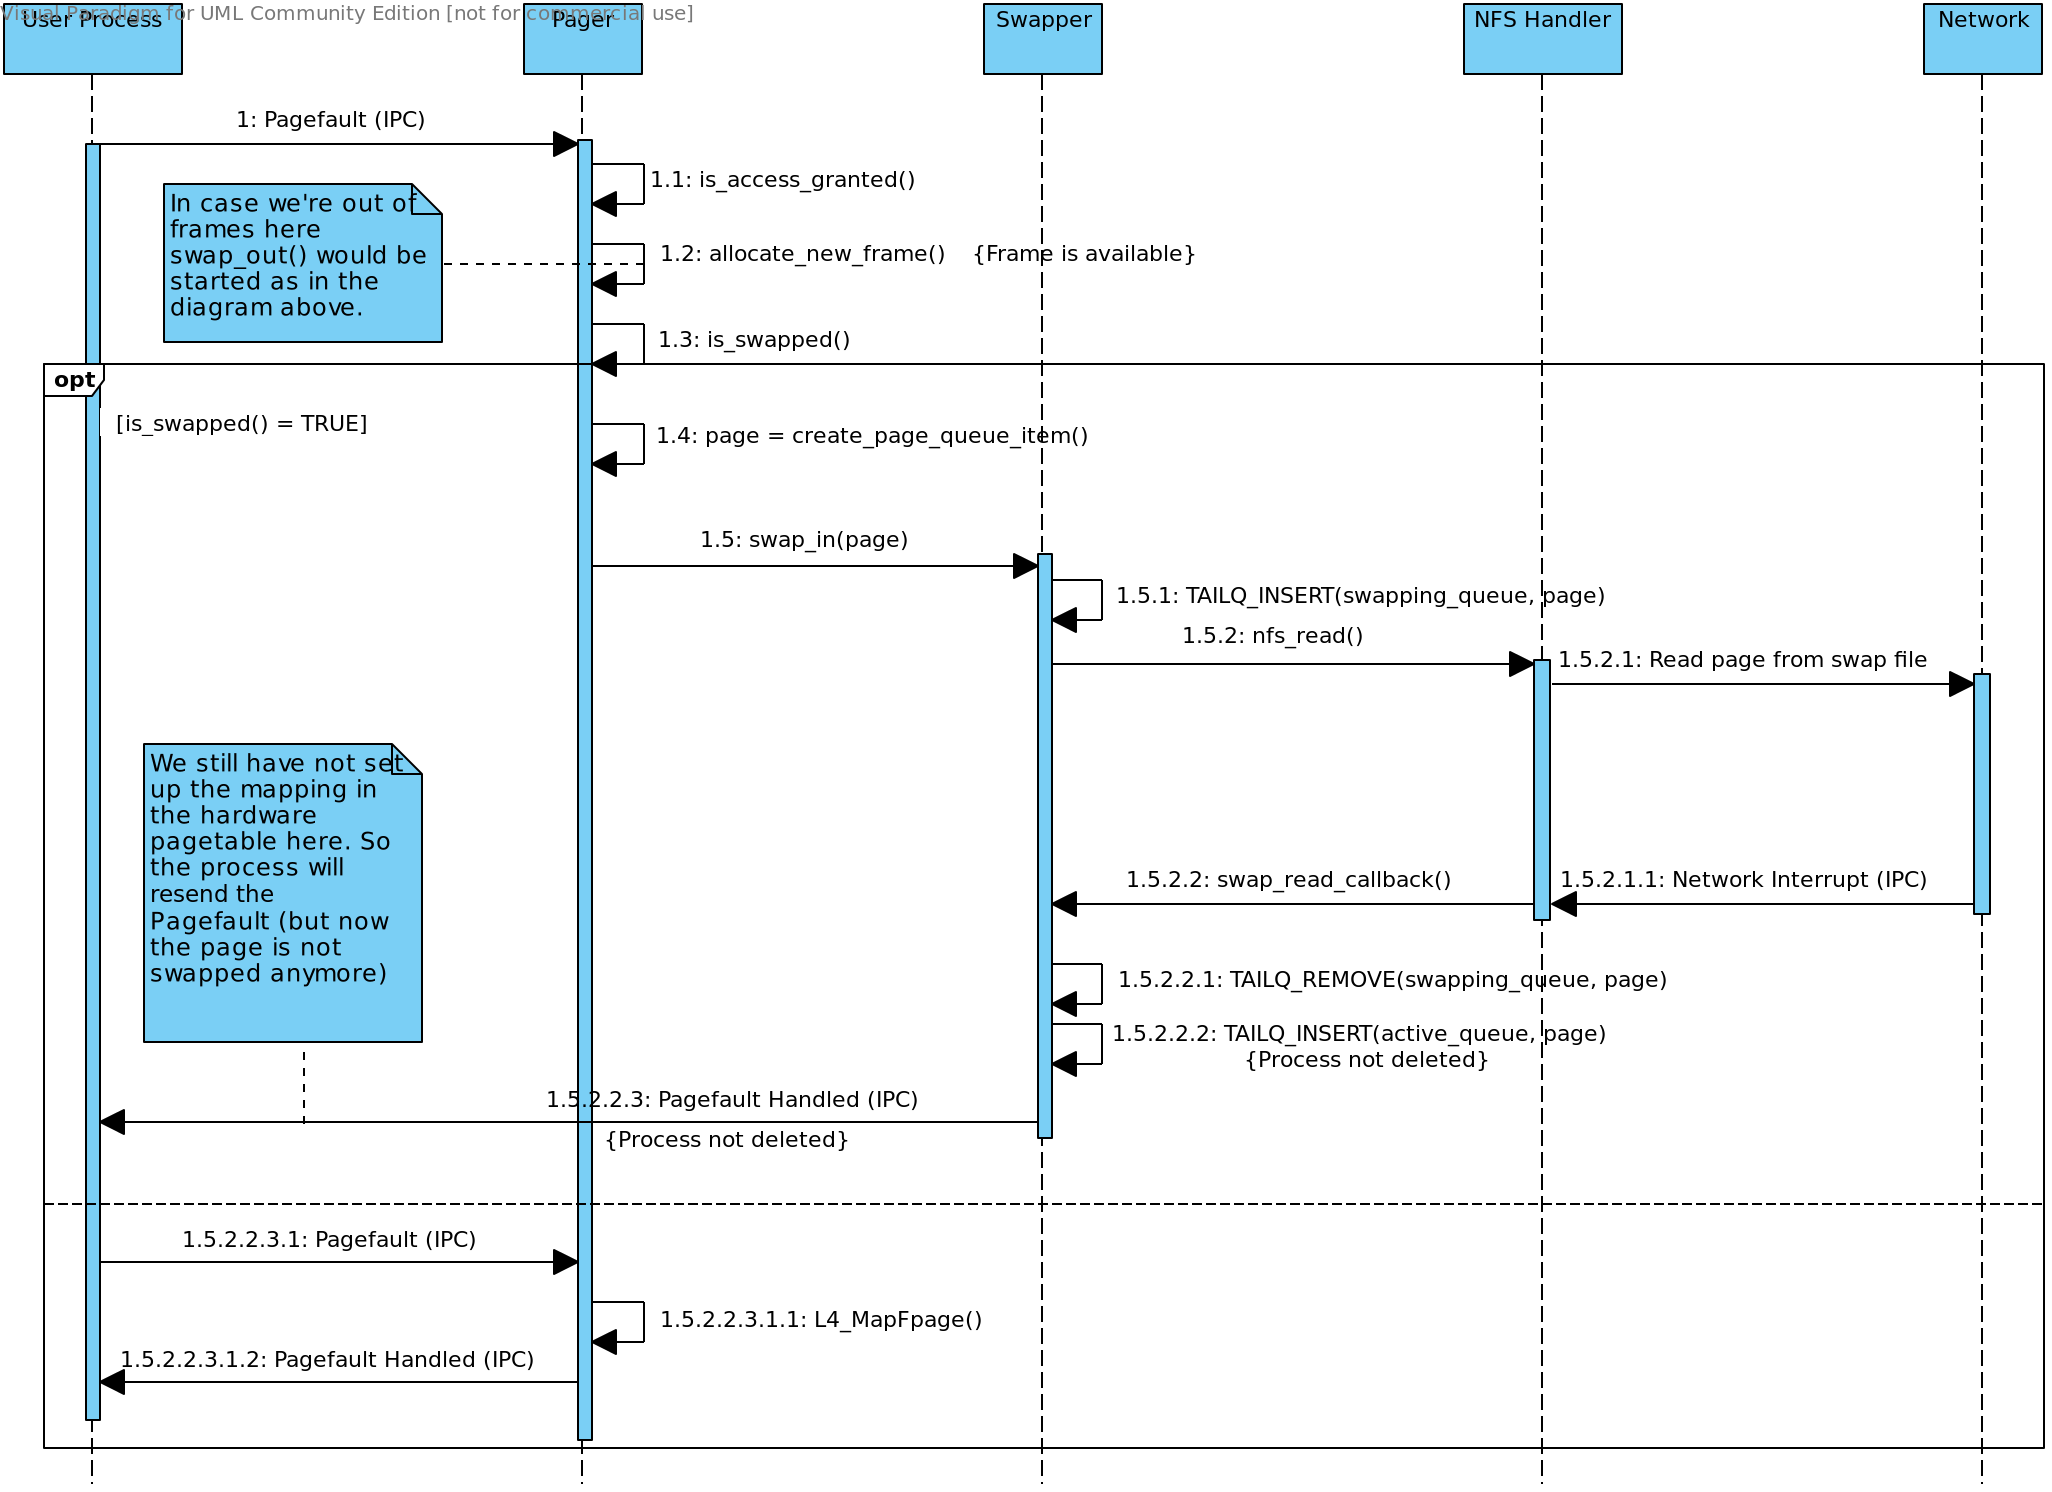 Visual Paradigm for UML Community Edition [not for commercial use]
User Process
Pager
Swapper
NFS Handler
Network
1: Pagefault (IPC)
1.1: is_access_granted()
In case we're out of
frames here
swap_out() would be
started as in the
diagram above.
1.2: allocate_new_frame() {Frame is available}
1.3: is_swapped()
opt
[is_swapped() = TRUE]
1.4: page = create_page_queue_item()
1.5: swap_in(page)
1.5.1: TAILQ_INSERT(swapping_queue, page)
1.5.2: nfs_read()
1.5.2.1: Read page from swap file
We still have not set
up the mapping in
the hardware
pagetable here. So
the process will
resend the
Pagefault (but now
the page is not
swapped anymore)
1.5.2.2: swap_read_callback()
1.5.2.1.1: Network Interrupt (IPC)
1.5.2.2.1: TAILQ_REMOVE(swapping_queue, page)
1.5.2.2.2: TAILQ_INSERT(active_queue, page)
{Process not deleted}
1.5.2.2.3: Pagefault Handled (IPC)
{Process not deleted}
1.5.2.2.3.1: Pagefault (IPC)
1.5.2.2.3.1.1: L4_MapFpage()
1.5.2.2.3.1.2: Pagefault Handled (IPC)